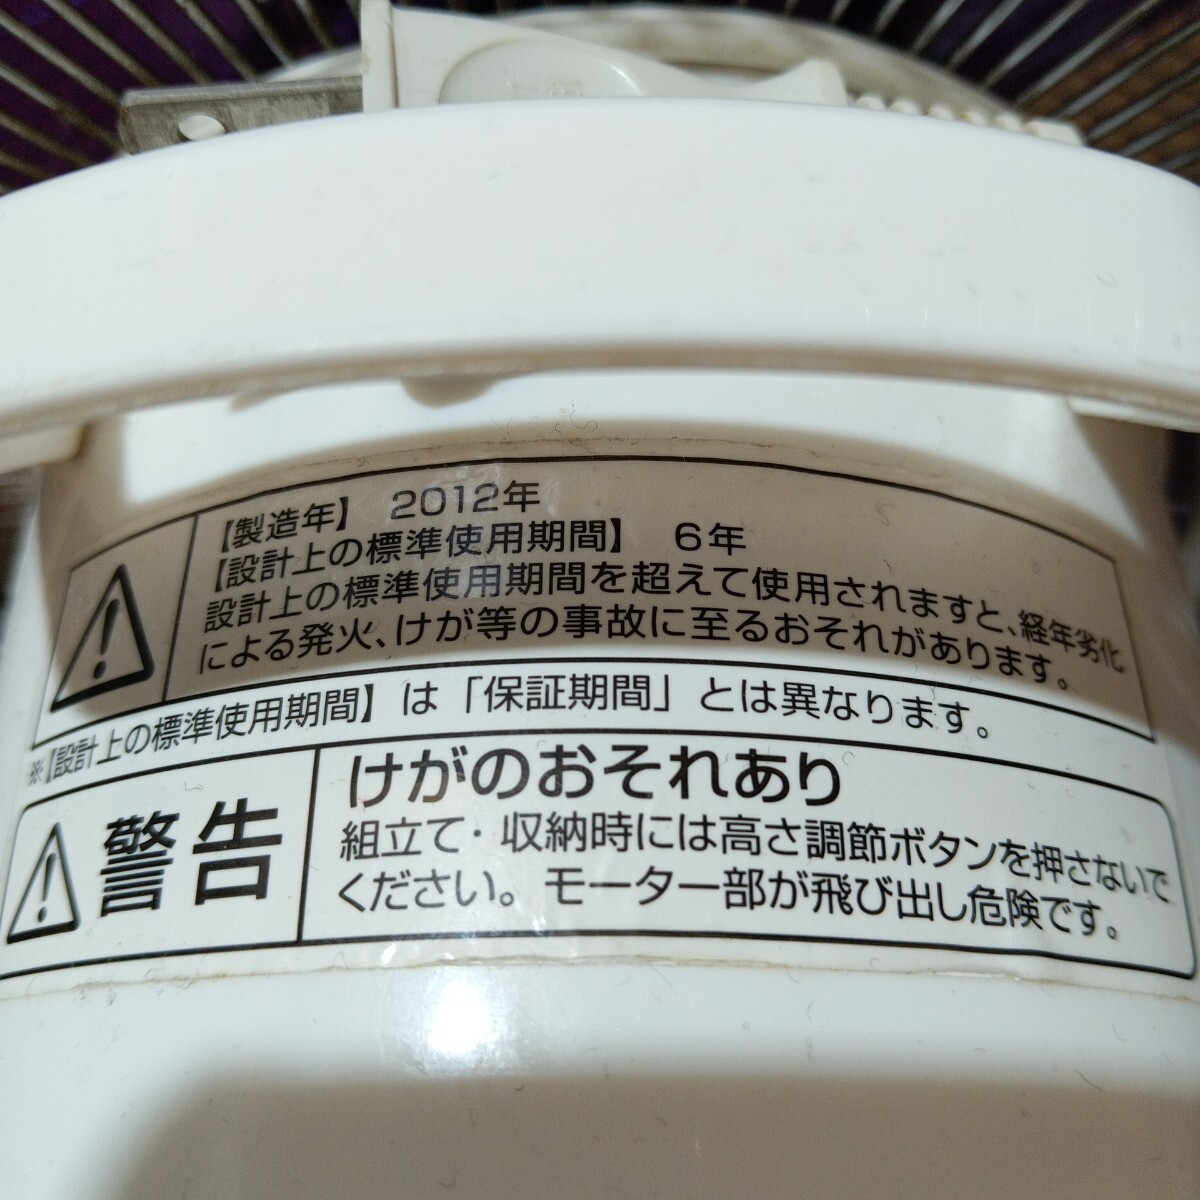 【製造年】 2012年
【設計上の標準使用期間】 6年
設計上の標準使用期間を超えて使用されますと、経年劣化
による発火、けが等の事故に至るおそれがあります。
※【設計上の標準使用期間】は「保証期間」とは異なります。
警告
けがのおそれあり
組立て・収納時には高さ調節ボタンを押さないで
ください。モーター部が飛び出し危険です。